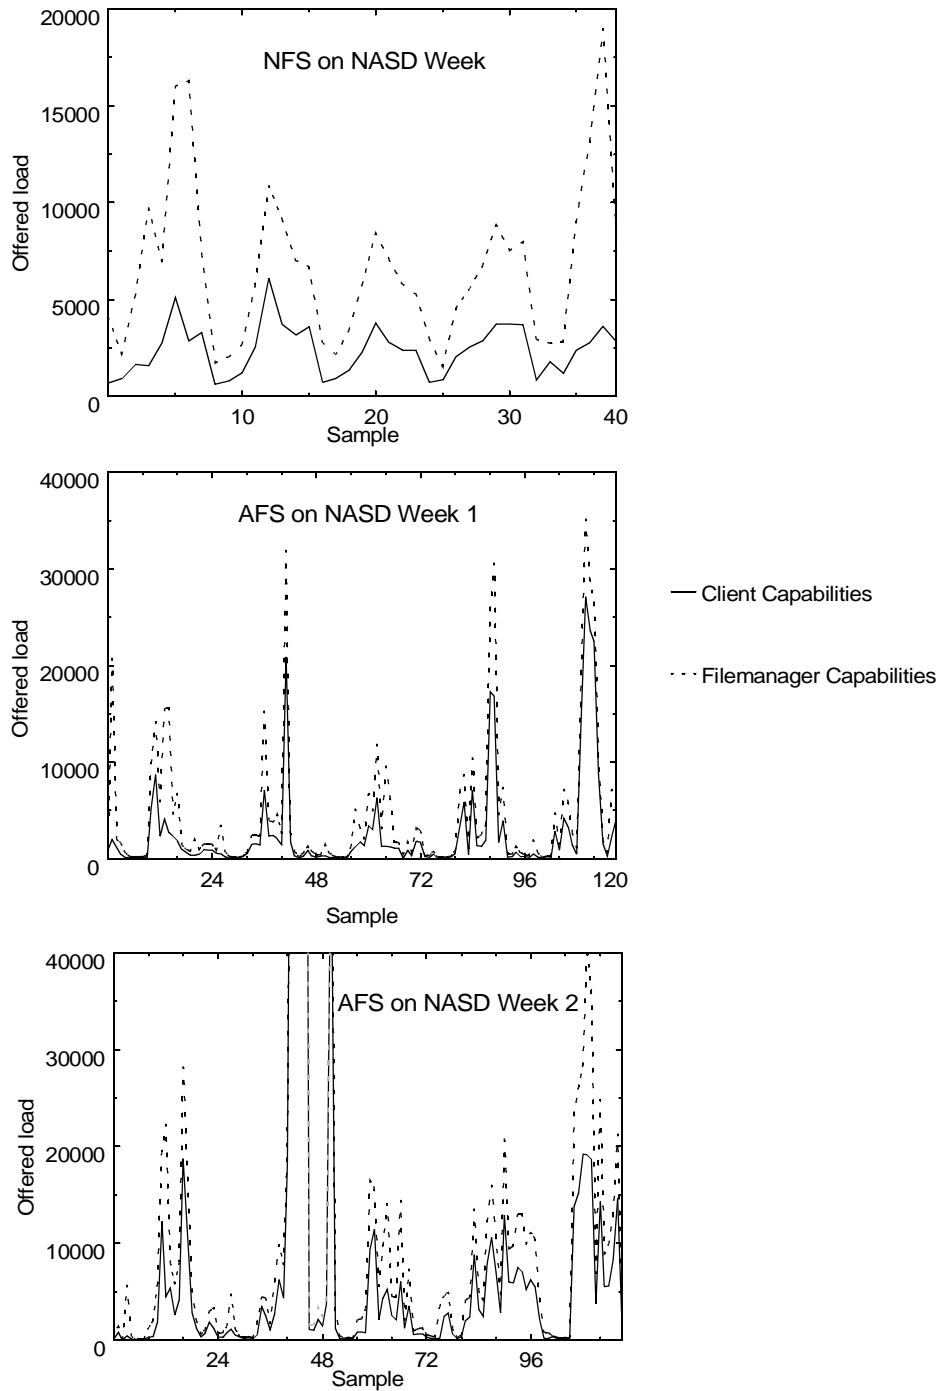 20000
NFS on NASD Week
15000
10000
Offered load
5000
0
10
20
30
40
Sample
40000
AFS on NASD Week 1
30000
20000
Offered load
10000
0
24
48
72
96
120
Sample
Client Capabilities
Filemanager Capabilities
40000
AFS on NASD Week 2
30000
20000
Offered load
10000
0
24
48
72
96
Sample